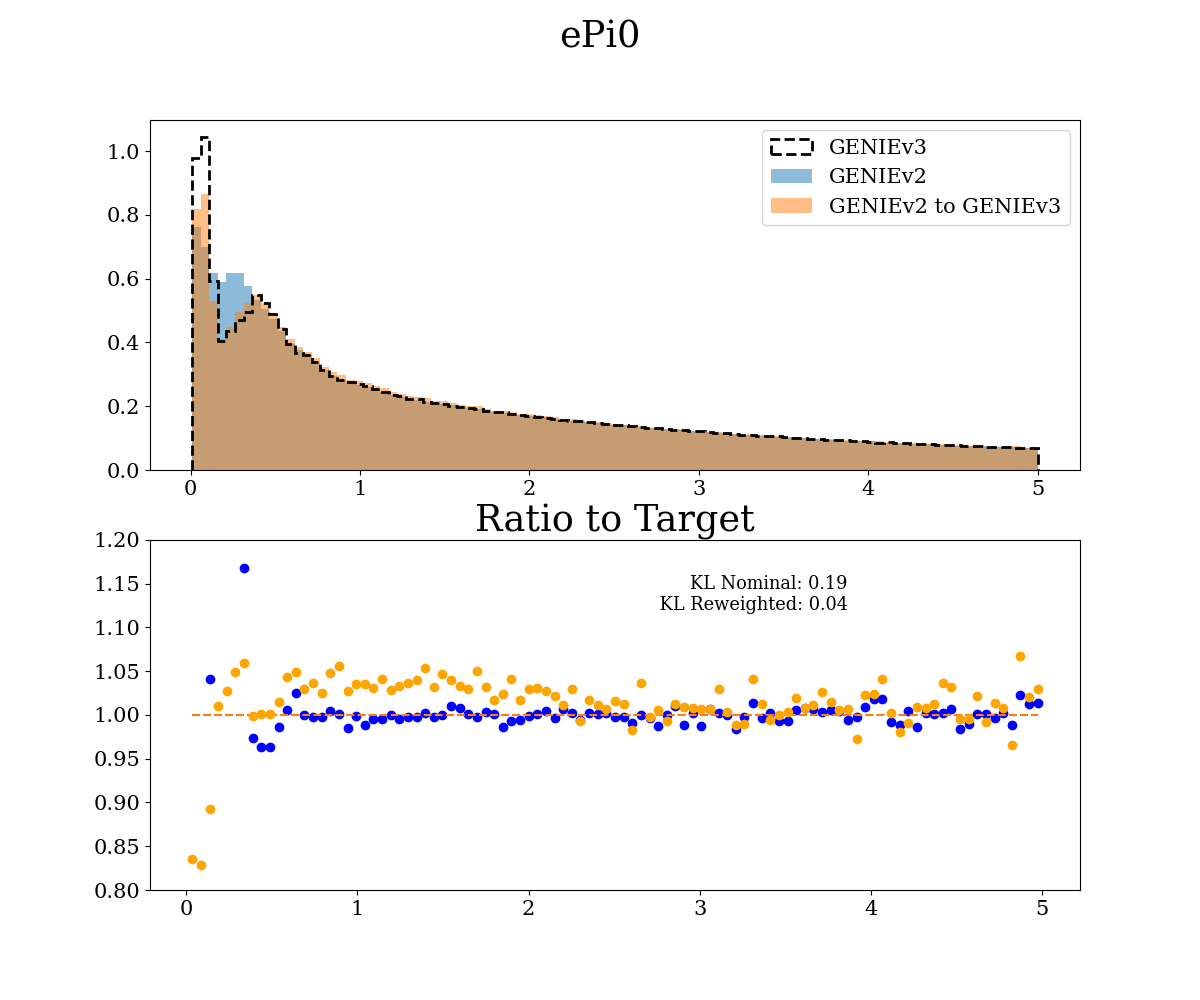 ePi0
1.0
0.8
0.6
0.4
0.2
0.0
GENIEv3
GENIEv2
GENIEv2 to GENIEv3
0 1 2 3 4 5
Ratio to Target
1.20
1.15
1.10
1.05
1.00
0.95
0.90
0.85
0.80
KL Nominal: 0.19
KL Reweighted: 0.04
0 1 2 3 4 5